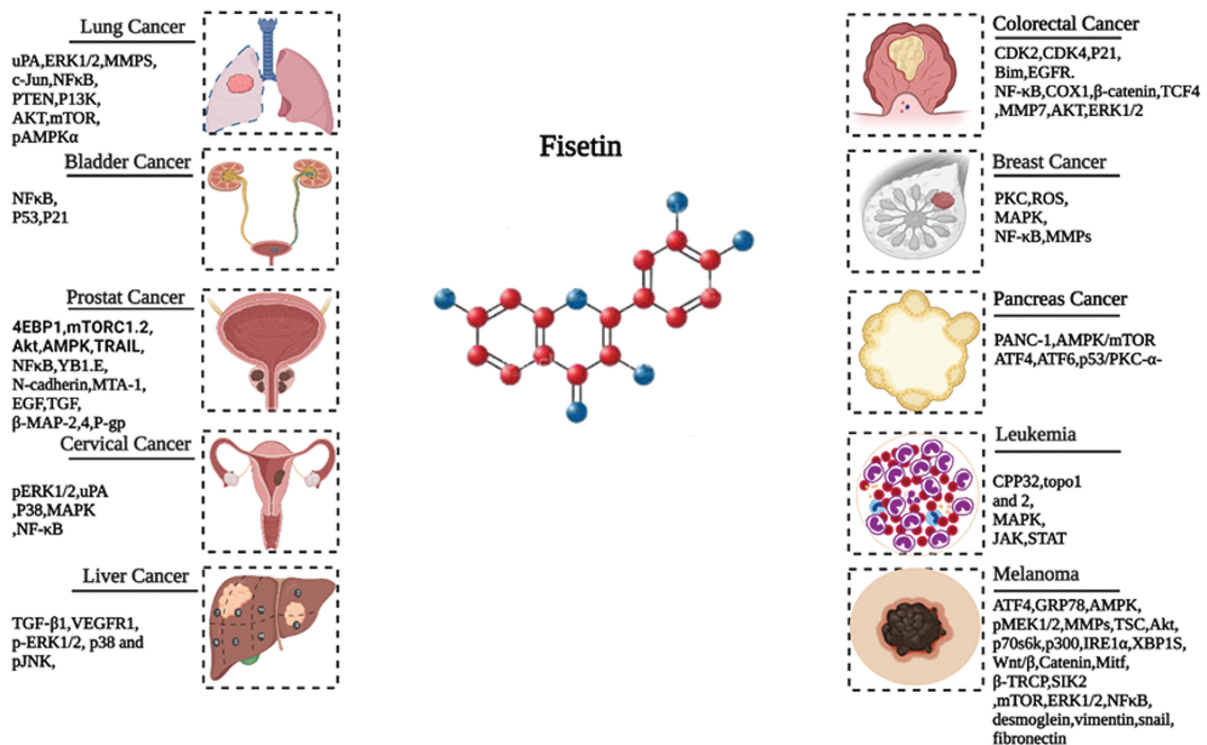 Lung Cancer
uPA,ERK1/2,MMPS,
c-Jun,NFκB,
PTEN,P13K,
AKT,mTOR,
pAMPKα
Bladder Cancer
NFκB,
P53,P21
Prostat Cancer
4EBP1,mTORC1.2,
Akt,AMPK,TRAIL,
NFκB,YB1.E,
N-cadherin,MTA-1,
EGF,TGF,
β-MAP-2,4,P-gp
Cervical Cancer
pERK1/2,uPA
,P38,MAPK
,NF-κB
Liver Cancer
TGF-β1,VEGFR1,
p-ERK1/2, p38 and
pJNK,
Fisetin
Colorectal Cancer
CDK2,CDK4,P21,
Bim,EGFR.
NF-κB,COX1,β-catenin,TCF4
,MMP7,AKT,ERK1/2
Breast Cancer
PKC,ROS,
MAPK,
NF-κB,MMPs
Pancreas Cancer
PANC-1,AMPK/mTOR
ATF4,ATF6,p53/PKC-α-
Leukemia
CPP32,topo1
and 2,
MAPK,
JAK,STAT
Melanoma
ATF4,GRP78,AMPK,
pMEK1/2,MMPs,TSC,Akt,
p70s6k,p300,IRE1α,XBP1S,
Wnt/β,Catenin,Mitf,
β-TRCP,SIK2
,mTOR,ERK1/2,NFκB,
desmoglein,vimentin,snail,
fibronectin